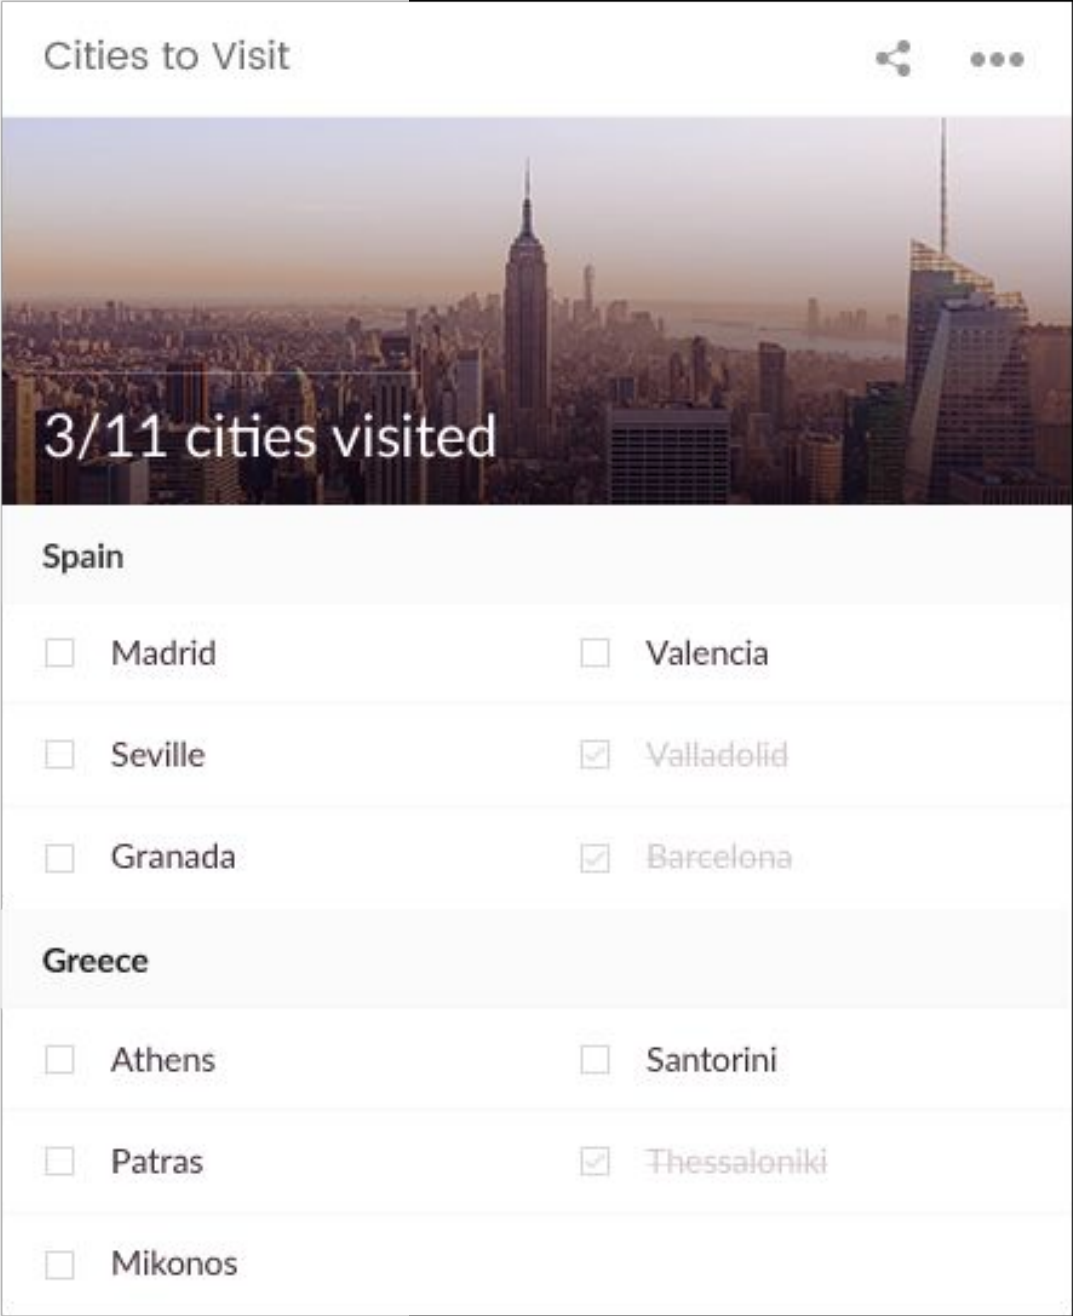 Cities to Visit
3/11 cities visited
Spain
Madrid
Valencia
Seville
Valladolid
Granada
Barcelona
Greece
Athens
Santorini
Patras
Thessaloniki
Mikonos